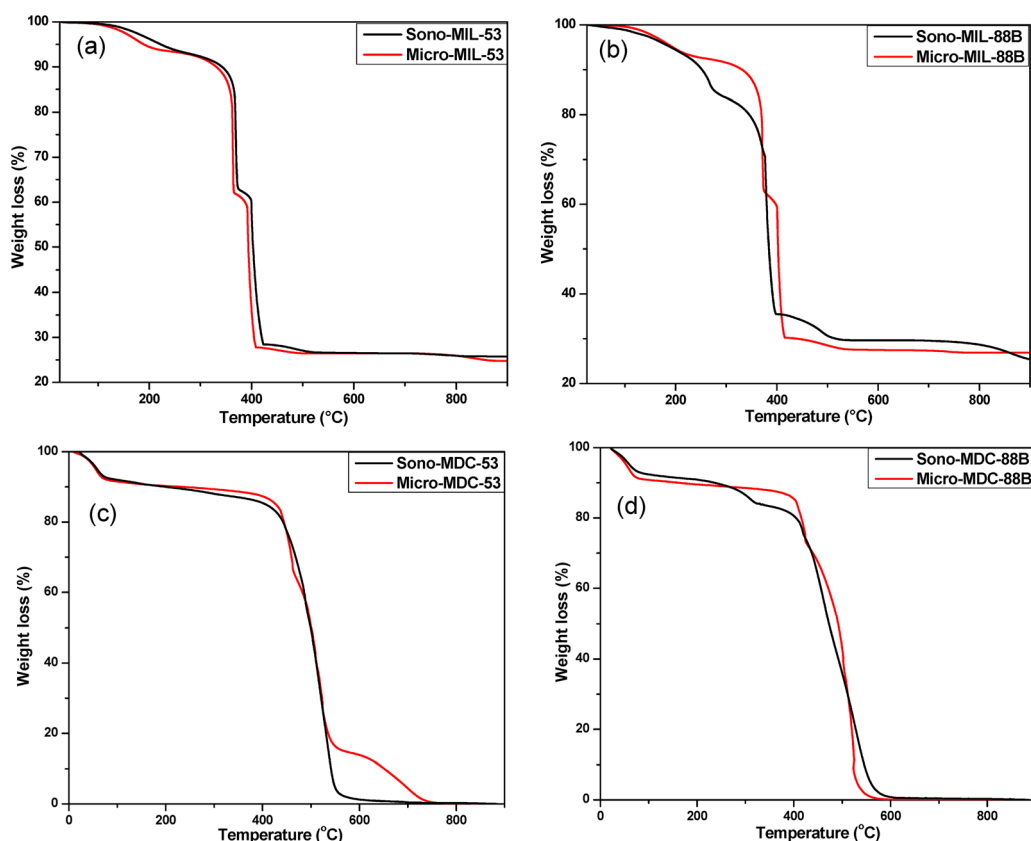 (a)
Sono-MIL-53
Micro-MIL-53
Weight loss (%)
100
90
80
70
60
50
40
30
20
200
400
600
800
Temperature (°C)
(b)
Sono-MIL-88B
Micro-MIL-88B
Weight loss (%)
100
80
60
40
20
200
400
600
800
Temperature (°C)
(c)
Sono-MDC-53
Micro-MDC-53
Weight loss (%)
100
80
60
40
20
0
0
200
400
600
800
Temperature (°C)
(d)
Sono-MDC-88B
Micro-MDC-88B
Weight loss (%)
100
80
60
40
20
0
0
200
400
600
800
Temperature (°C)